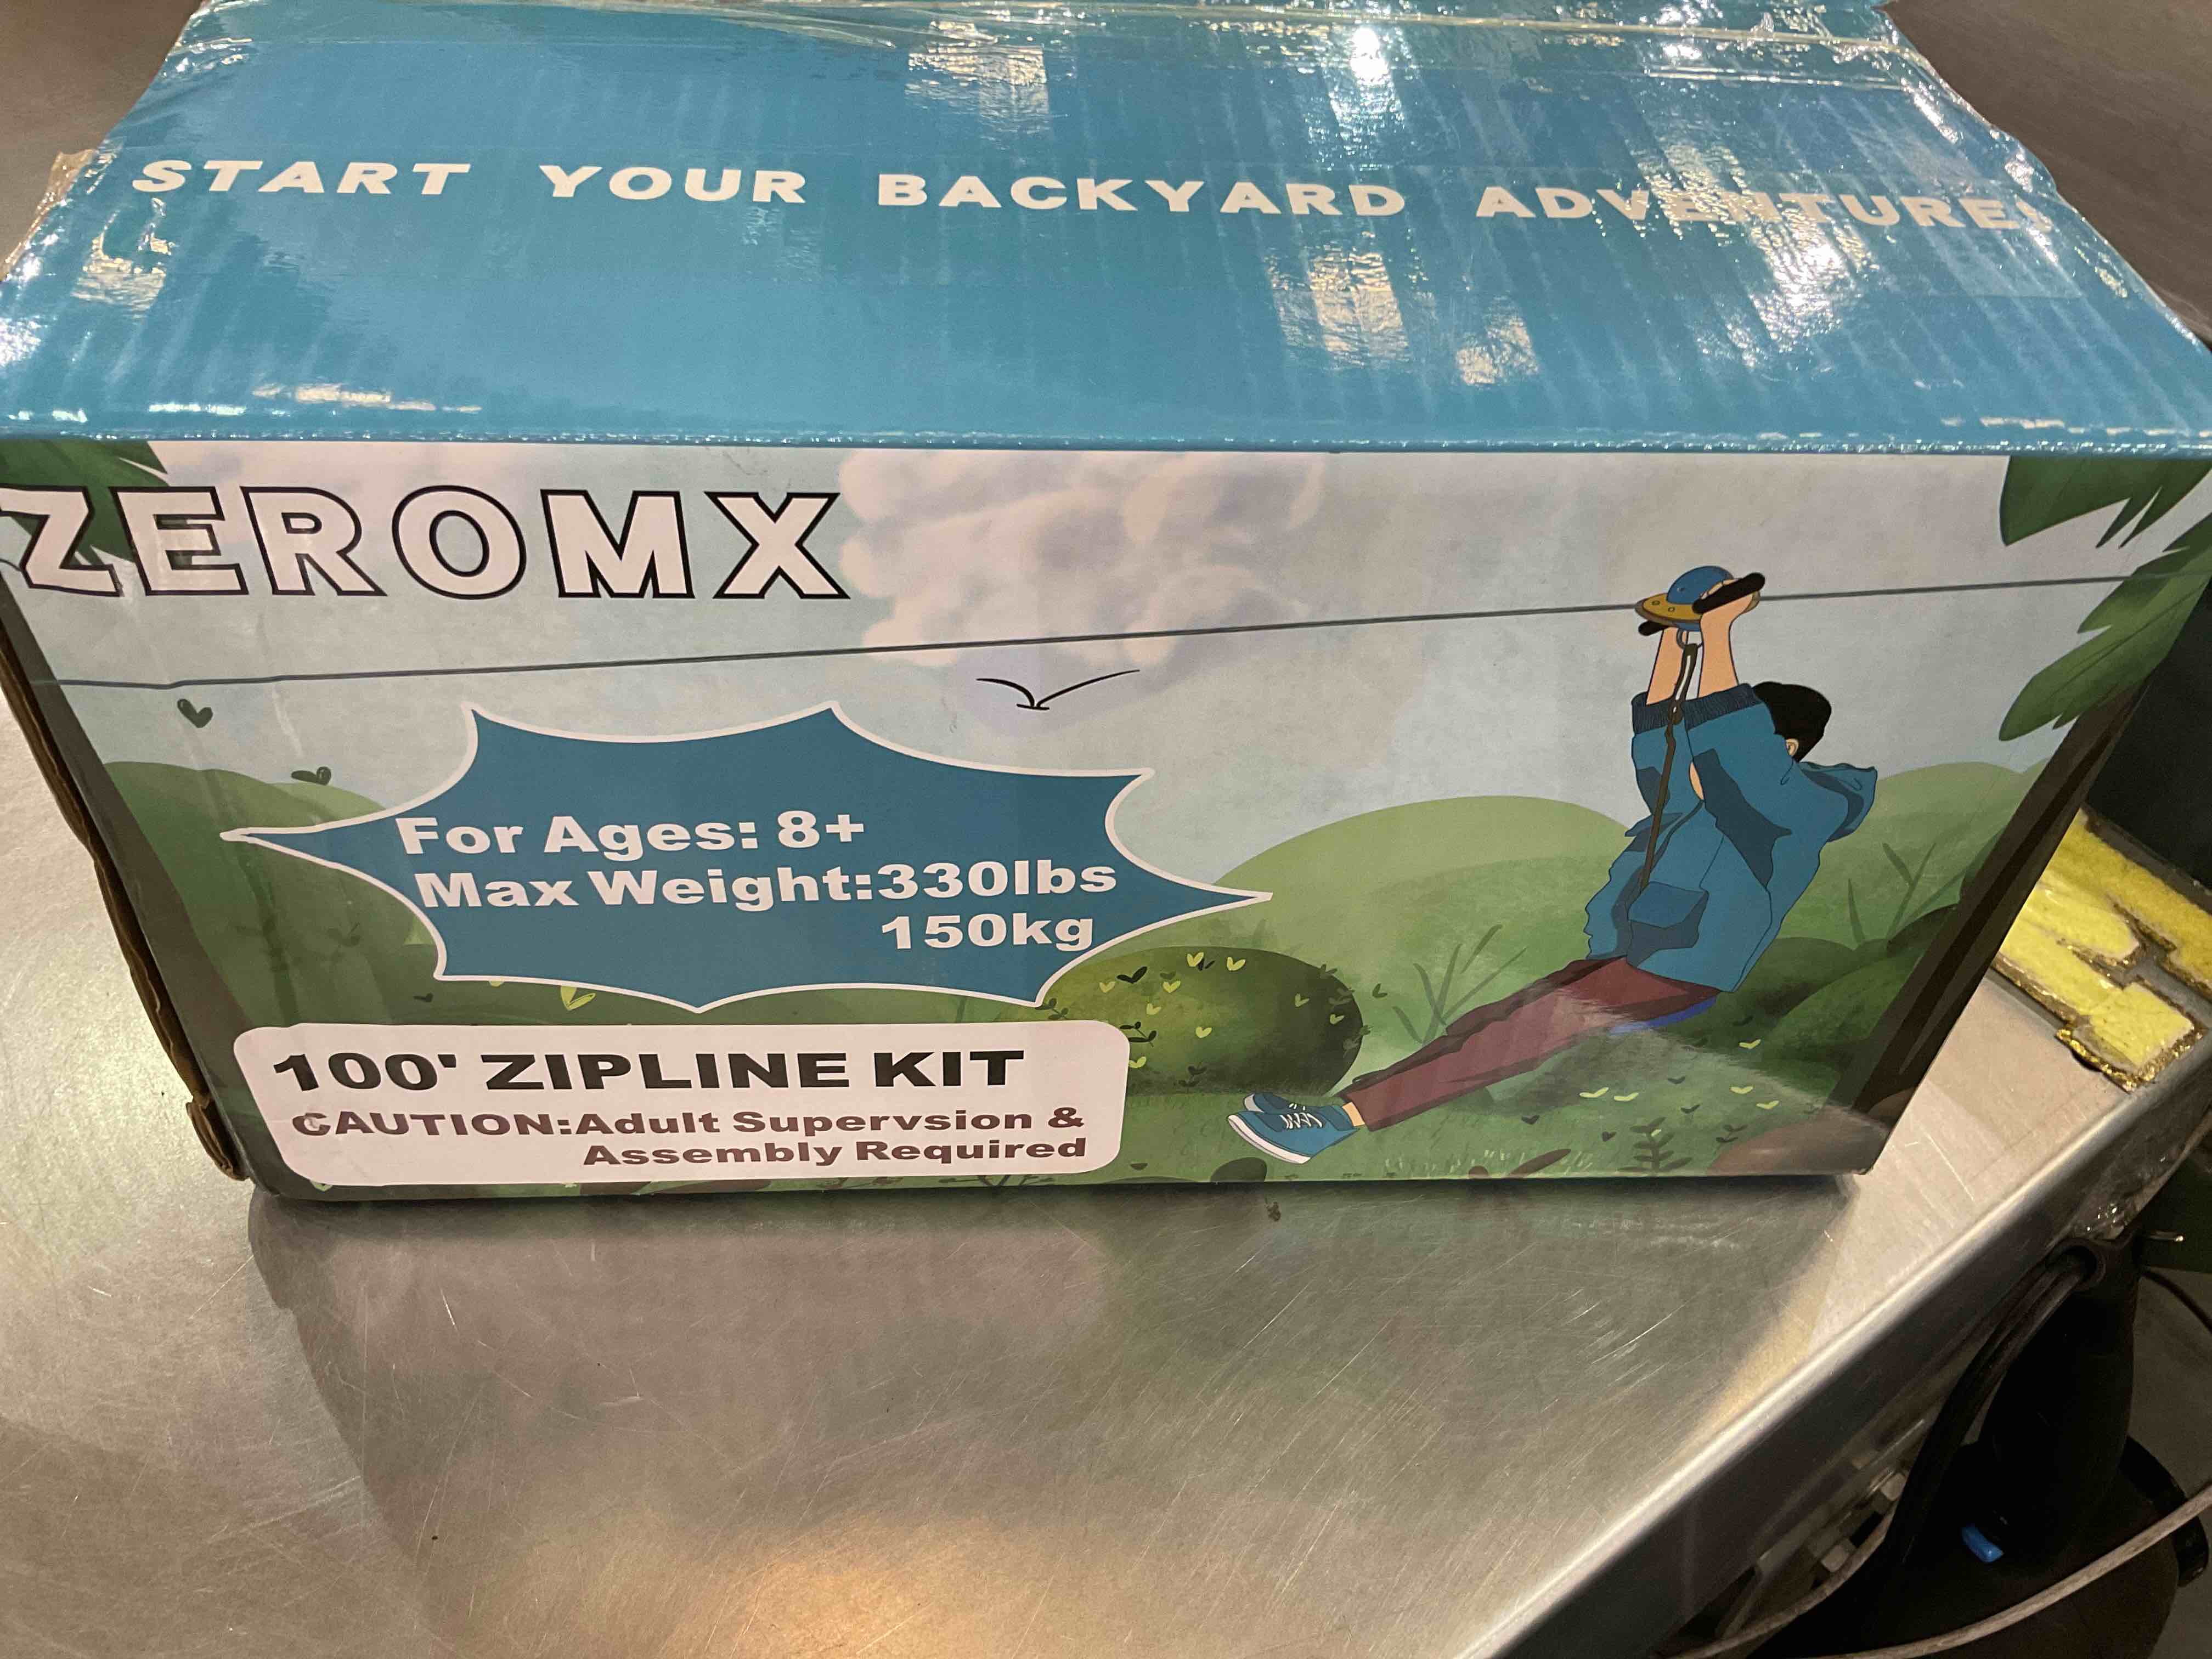 START YOUR BACKYARD ADVENTURES
ZEROMX
For Ages: 8+
Max Weight:330lbs
150kg
100' ZIPLINE KIT
CAUTION:Adult Supervsion &
Assembly Required